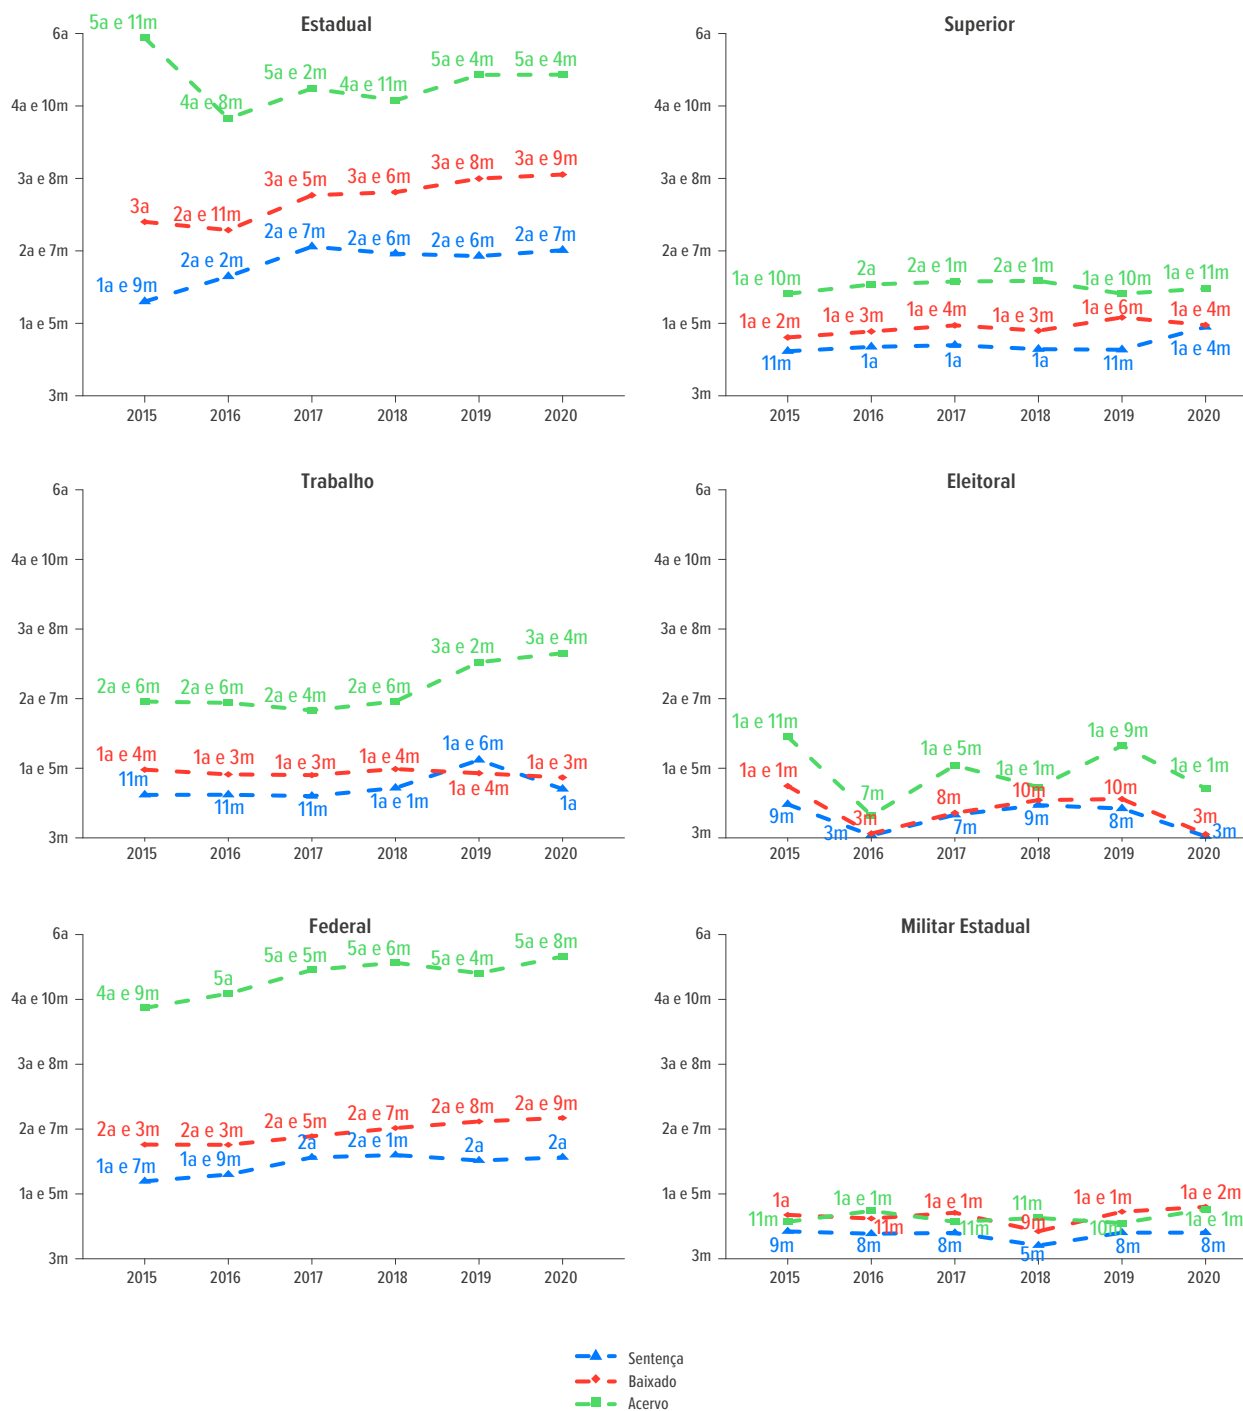 Estadual
6a
4a e 10m
3a e 8m
2a e 7m
1a e 5m
3m
5a e 11m
4a e 8m
5a e 2m
4a e 11m
5a e 4m
5a e 4m
3a
2a e 11m
3a e 5m
3a e 6m
3a e 8m
3a e 9m
1a e 9m
2a e 2m
2a e 7m
2a e 6m
2a e 6m
2a e 7m
2015 2016 2017 2018 2019 2020
Superior
6a
4a e 10m
3a e 8m
2a e 7m
1a e 5m
3m
1a e 10m
2a
2a e 1m
2a e 1m
1a e 10m
1a e 11m
1a e 2m
1a e 3m
1a e 4m
1a e 3m
1a e 6m
1a e 4m
11m
1a
1a
1a
11m
1a e 4m
2015 2016 2017 2018 2019 2020
Trabalho
6a
4a e 10m
3a e 8m
2a e 7m
1a e 5m
3m
2a e 6m
2a e 6m
2a e 4m
2a e 6m
3a e 2m
3a e 4m
1a e 4m
1a e 3m
1a e 3m
1a e 4m
1a e 4m
1a e 3m
11m
11m
11m
1a e 1m
1a e 6m
1a
2015 2016 2017 2018 2019 2020
Eleitoral
6a
4a e 10m
3a e 8m
2a e 7m
1a e 5m
3m
1a e 11m
7m
1a e 5m
1a e 1m
1a e 9m
1a e 1m
1a e 1m
3m
8m
10m
10m
3m
9m
3m
7m
9m
8m
3m
2015 2016 2017 2018 2019 2020
Federal
6a
4a e 10m
3a e 8m
2a e 7m
1a e 5m
3m
4a e 9m
5a
5a e 5m
5a e 6m
5a e 4m
5a e 8m
2a e 3m
2a e 3m
2a e 5m
2a e 7m
2a e 8m
2a e 9m
1a e 7m
1a e 9m
2a
2a e 1m
2a
2a
2015 2016 2017 2018 2019 2020
Militar Estadual
6a
4a e 10m
3a e 8m
2a e 7m
1a e 5m
3m
11m
1a e 1m
11m
11m
10m
1a e 1m
1a
11m
1a e 1m
9m
1a e 1m
1a e 2m
9m
8m
8m
5m
8m
8m
2015 2016 2017 2018 2019 2020
Sentença
Baixado
Acervo